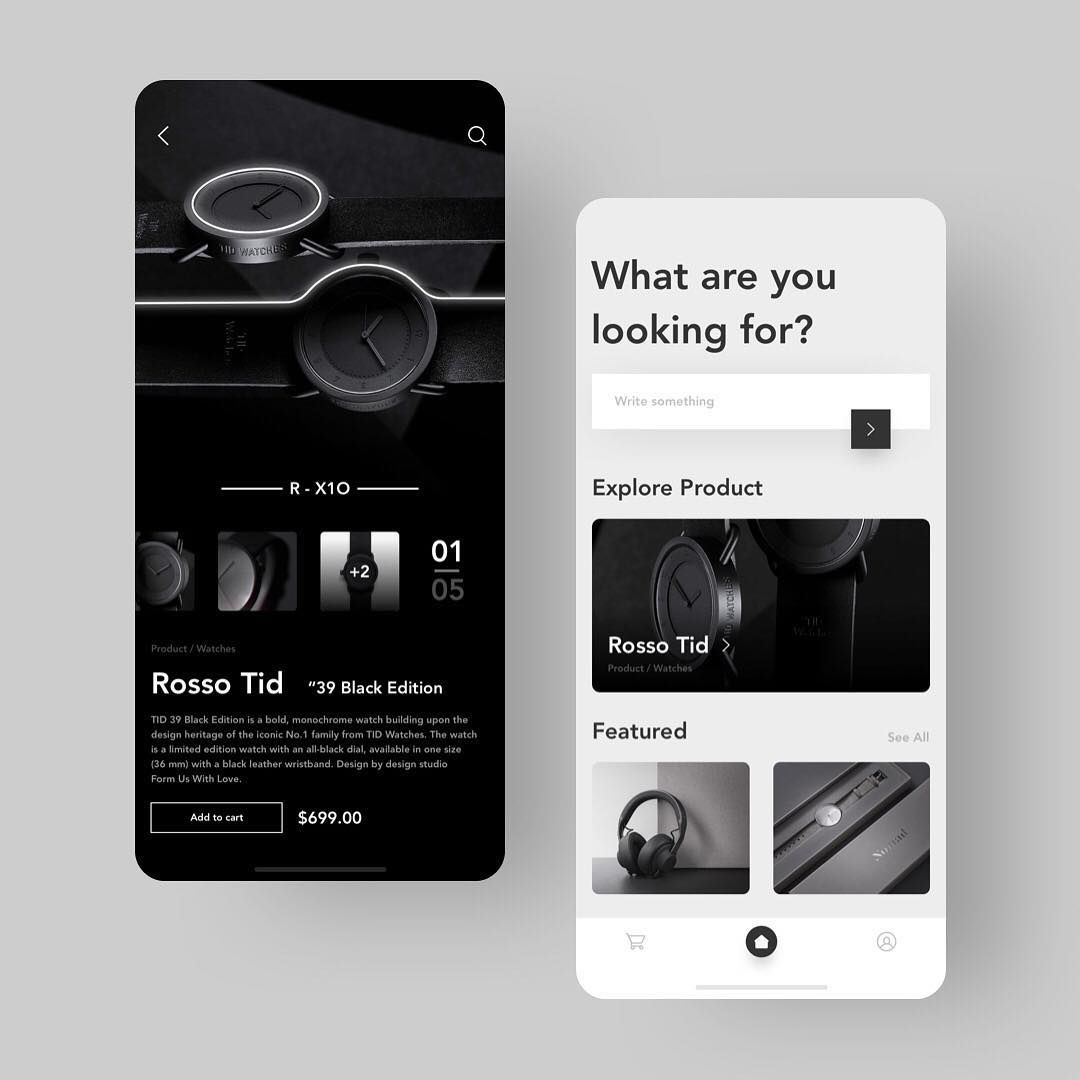 TID WATCHES
R - X1O
+2
01
05
Product / Watches
Rosso Tid
"39 Black Edition
TID 39 Black Edition is a bold, monochrome watch building upon the
design heritage of the iconic No.1 family from TID Watches. The watch
is a limited edition watch with an all-black dial, available in one size
(36 mm) with a black leather wristband. Design by design studio
Form Us With Love.
Add to cart
$699.00
What are you
looking for?
Write something
Explore Product
TID WATCHES
Rosso Tid
Product / Watches
Featured
See All
Nomad